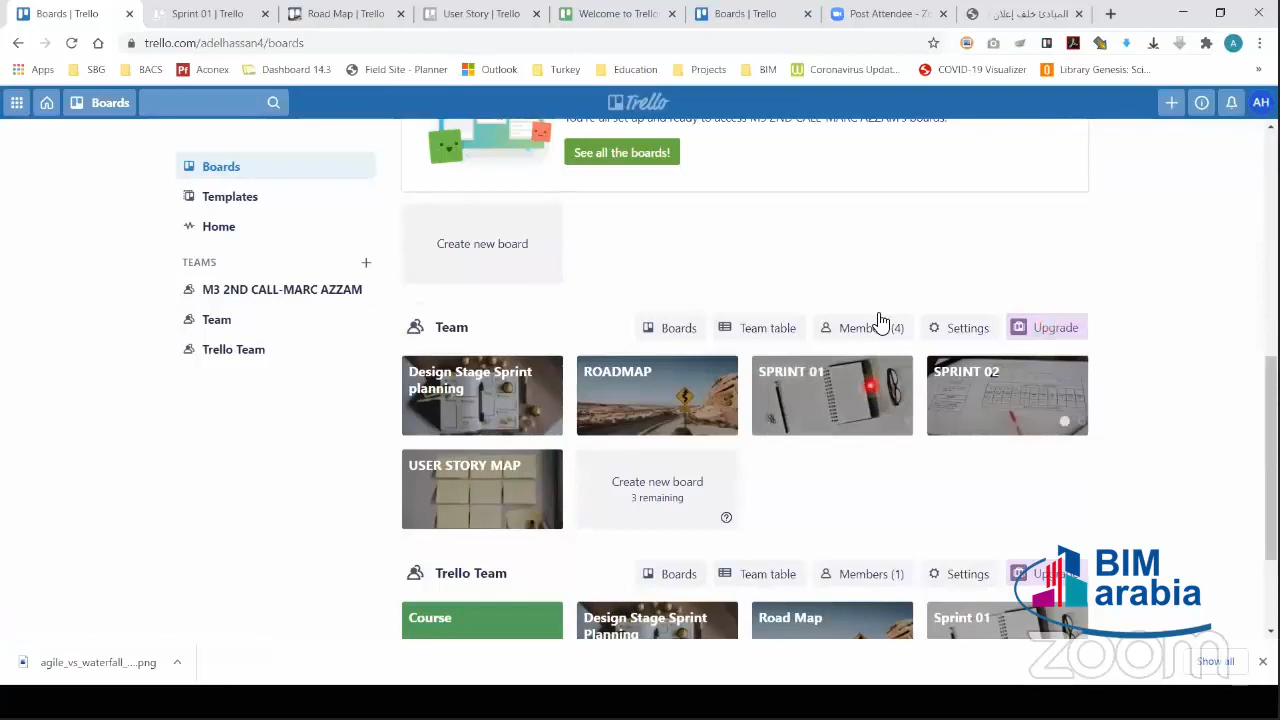 Boards | Trello
Sprint 01 | Trello
Road Map | Trello
User Story | Trello
Welcome to Trello
Boards | Trello
Post Attendee - Zo
المبادئ خلف إعلان
trello.com/adelhassan4/boards
A
Apps
SBG
BACS
Aconex
Dashboard 14.3
Field Site - Planner
Outlook
Turkey
Education
Projects
BIM
Coronavirus Updat...
COVID-19 Visualizer
Library Genesis: Sci...
Boards
Trello
AH
You're all set up and ready to access M3 2ND CALL-MARC AZZAM's boards.
See all the boards!
Boards
Templates
Home
TEAMS
M3 2ND CALL-MARC AZZAM
Team
Trello Team
Create new board
Team
Boards
Team table
Members (4)
Settings
Upgrade
Design Stage Sprint
planning
ROADMAP
SPRINT 01
SPRINT 02
USER STORY MAP
Create new board
3 remaining
Trello Team
Boards
Team table
Members (1)
Settings
Course
Design Stage Sprint
Planning
Road Map
Sprint 01
BIM
arabia
zoom
agile_vs_waterfall_....png
Show all